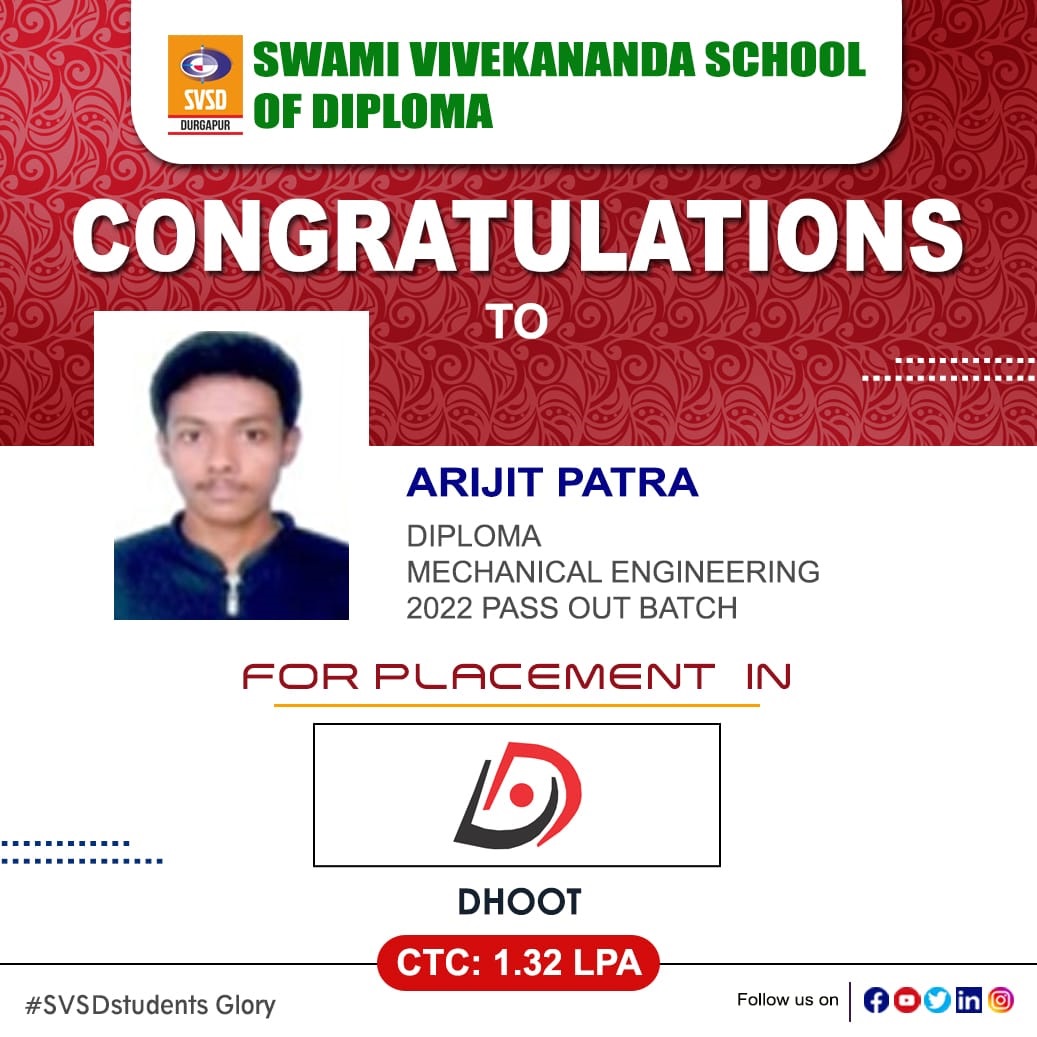 SVSD
DURGAPUR
SWAMI VIVEKANANDA SCHOOL
OF DIPLOMA
CONGRATULATIONS
TO
ARIJIT PATRA
DIPLOMA
MECHANICAL ENGINEERING
2022 PASS OUT BATCH
FOR PLACEMENT IN
DHOOT
CTC: 1.32 LPA
#SVSDstudents Glory
Follow us on